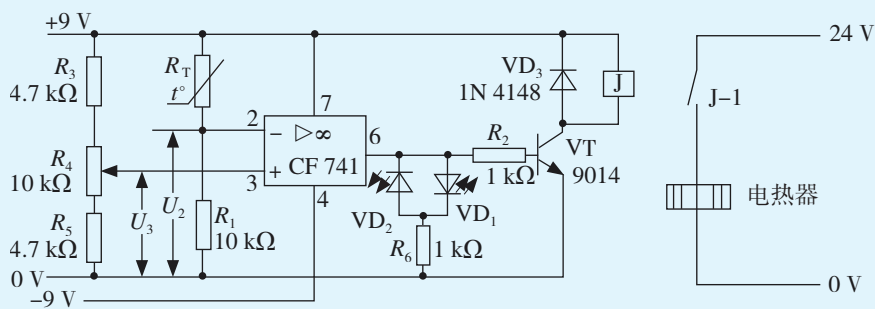 +9 V
R₃
4.7 kΩ
R_T
t°
VD₃
1N 4148
J
24 V
J-1
2
7
− ▷∞
6
+ CF 741
3
4
R₄
10 kΩ
R₂
1 kΩ
VT
9014
电热器
U₃
U₂
R₁
10 kΩ
VD₂
VD₁
R₅
4.7 kΩ
R₆
1 kΩ
0 V
−9 V
0 V